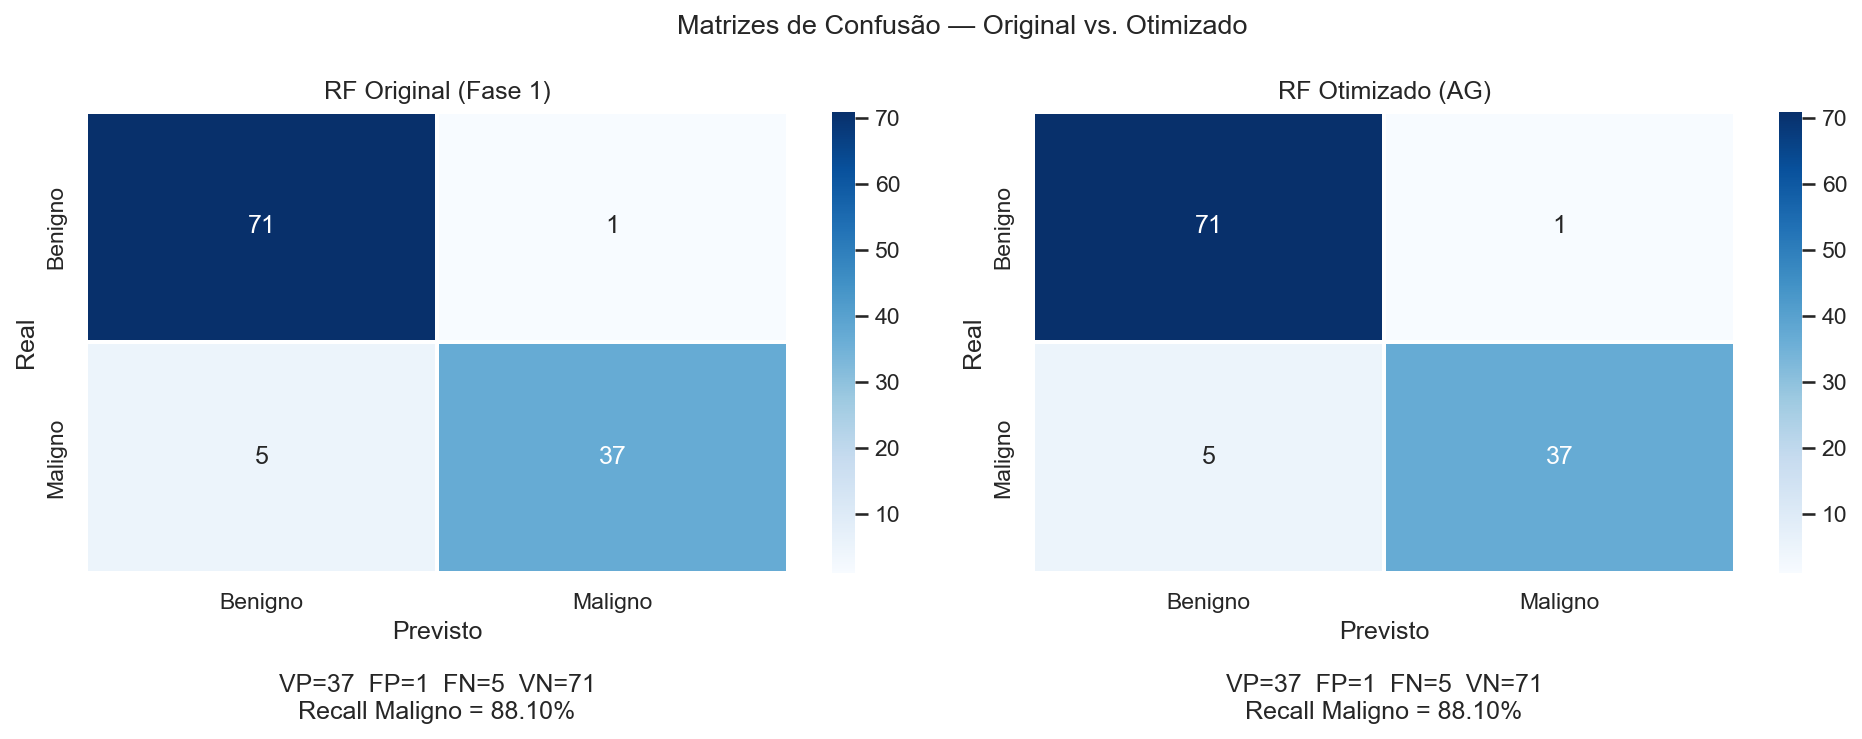 Matrizes de Confusão — Original vs. Otimizado
RF Original (Fase 1)
Real
Benigno
Maligno
71
1
5
37
Benigno
Maligno
Previsto
70
60
50
40
30
20
10
VP=37 FP=1 FN=5 VN=71
Recall Maligno = 88.10%
RF Otimizado (AG)
Real
Benigno
Maligno
71
1
5
37
Benigno
Maligno
Previsto
70
60
50
40
30
20
10
VP=37 FP=1 FN=5 VN=71
Recall Maligno = 88.10%